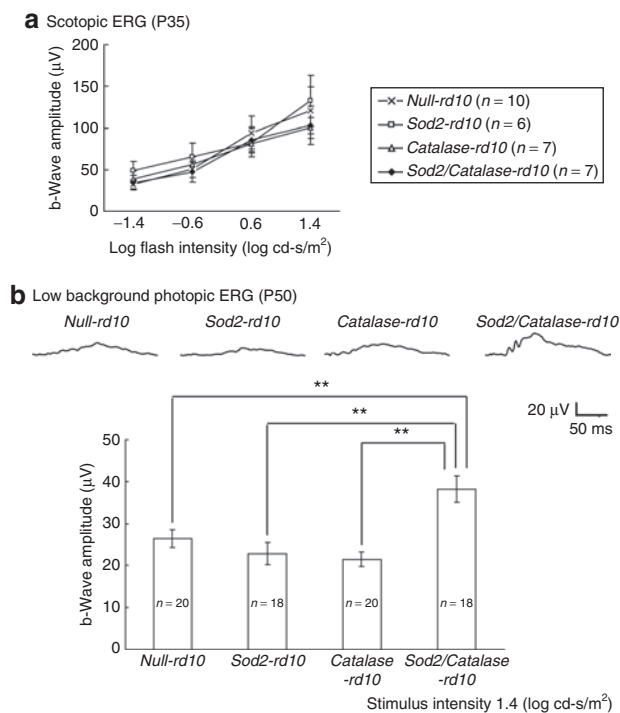 a Scotopic ERG (P35)
b-Wave amplitude (μV)
200
150
100
50
0
−1.4 −0.6 0.6 1.4
Log flash intensity (log cd-s/m²)
Null-rd10 (n = 10)
Sod2-rd10 (n = 6)
Catalase-rd10 (n = 7)
Sod2/Catalase-rd10 (n = 7)
b Low background photopic ERG (P50)
Null-rd10 Sod2-rd10 Catalase-rd10 Sod2/Catalase-rd10
20 μV
50 ms
**
**
**
b-Wave amplitude (μV)
50
40
30
20
10
0
n = 20 n = 18 n = 20 n = 18
Null-rd10 Sod2-rd10 Catalase Sod2/Catalase
-rd10 -rd10
Stimulus intensity 1.4 (log cd-s/m²)